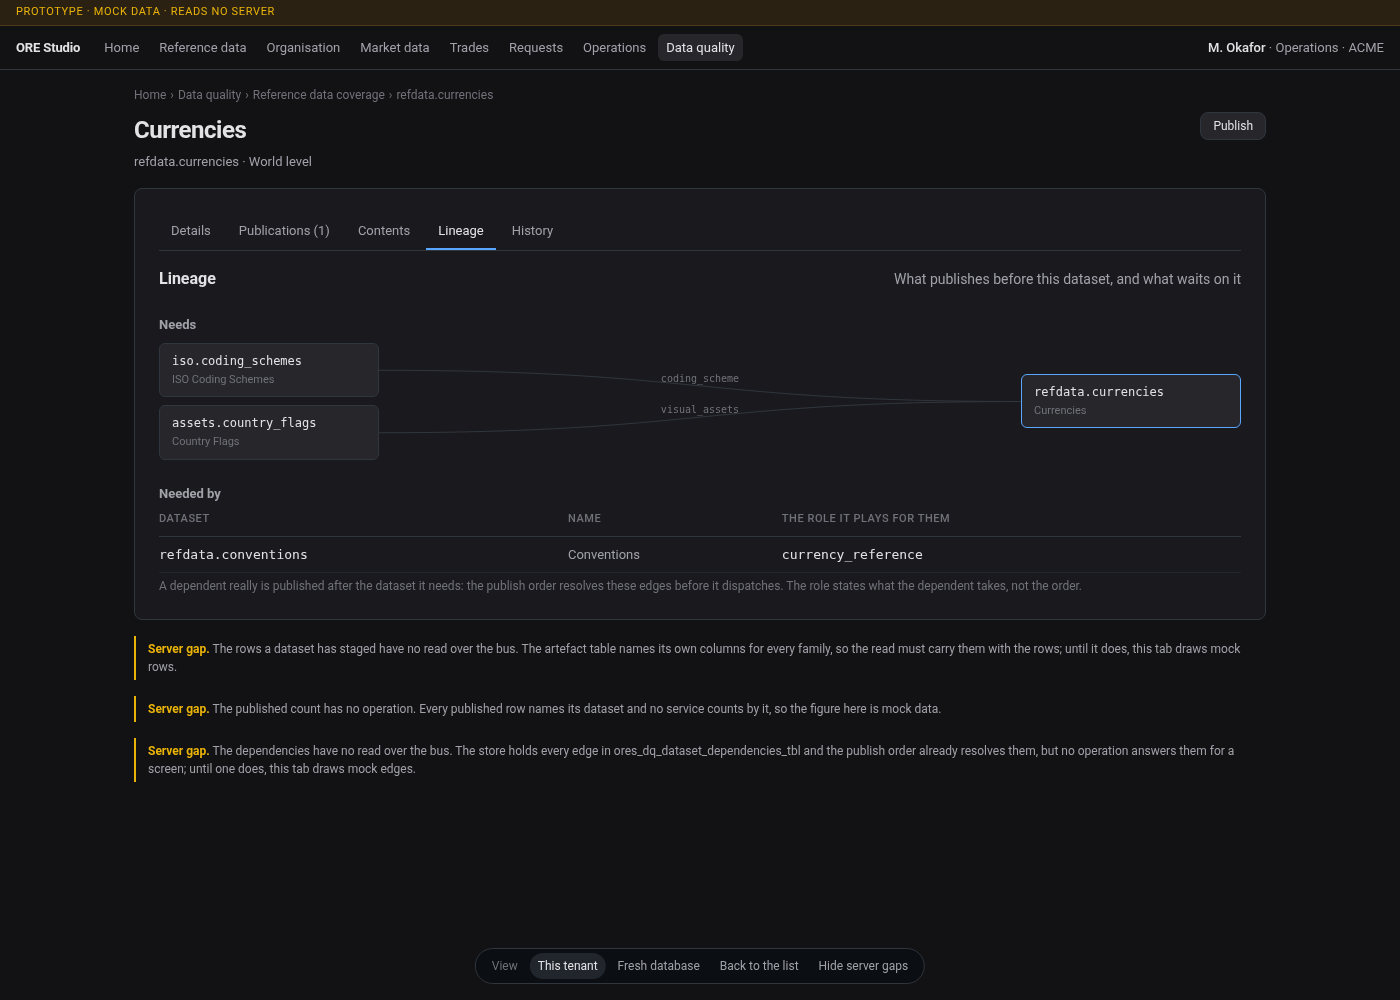 PROTOTYPE · MOCK DATA · READS NO SERVER
ORE Studio Home Reference data Organisation Market data Trades Requests Operations Data quality M. Okafor · Operations · ACME
Home › Data quality › Reference data coverage › refdata.currencies
Currencies
Publish
refdata.currencies · World level
Details Publications (1) Contents Lineage History
Lineage What publishes before this dataset, and what waits on it
Needs
iso.coding_schemes
ISO Coding Schemes
coding_scheme
refdata.currencies
Currencies
visual_assets
assets.country_flags
Country Flags
Needed by
DATASET NAME THE ROLE IT PLAYS FOR THEM
refdata.conventions Conventions currency_reference
A dependent really is published after the dataset it needs: the publish order resolves these edges before it dispatches. The role states what the dependent takes, not the order.
Server gap. The rows a dataset has staged have no read over the bus. The artefact table names its own columns for every family, so the read must carry them with the rows; until it does, this tab draws mock
rows.
Server gap. The published count has no operation. Every published row names its dataset and no service counts by it, so the figure here is mock data.
Server gap. The dependencies have no read over the bus. The store holds every edge in ores_dq_dataset_dependencies_tbl and the publish order already resolves them, but no operation answers them for a
screen; until one does, this tab draws mock edges.
View This tenant Fresh database Back to the list Hide server gaps